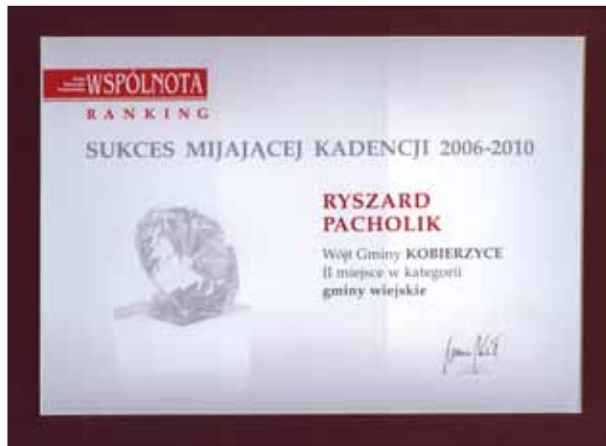 WSPÓLNOTA
RANKING
SUKCES MIJAJĄCEJ KADENCJI 2006-2010
RYSZARD
PACHOLIK
Wójt Gminy KOBIERZYCE
II miejsce w kategorii
gminy wiejskie